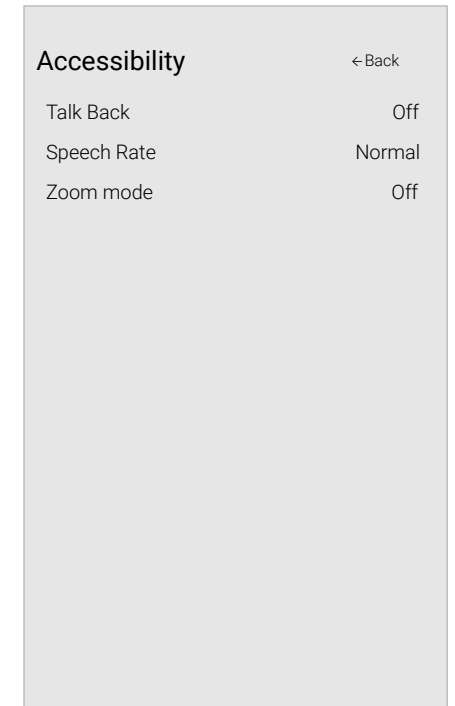 Accessibility ← Back
Talk Back Off
Speech Rate Normal
Zoom mode Off